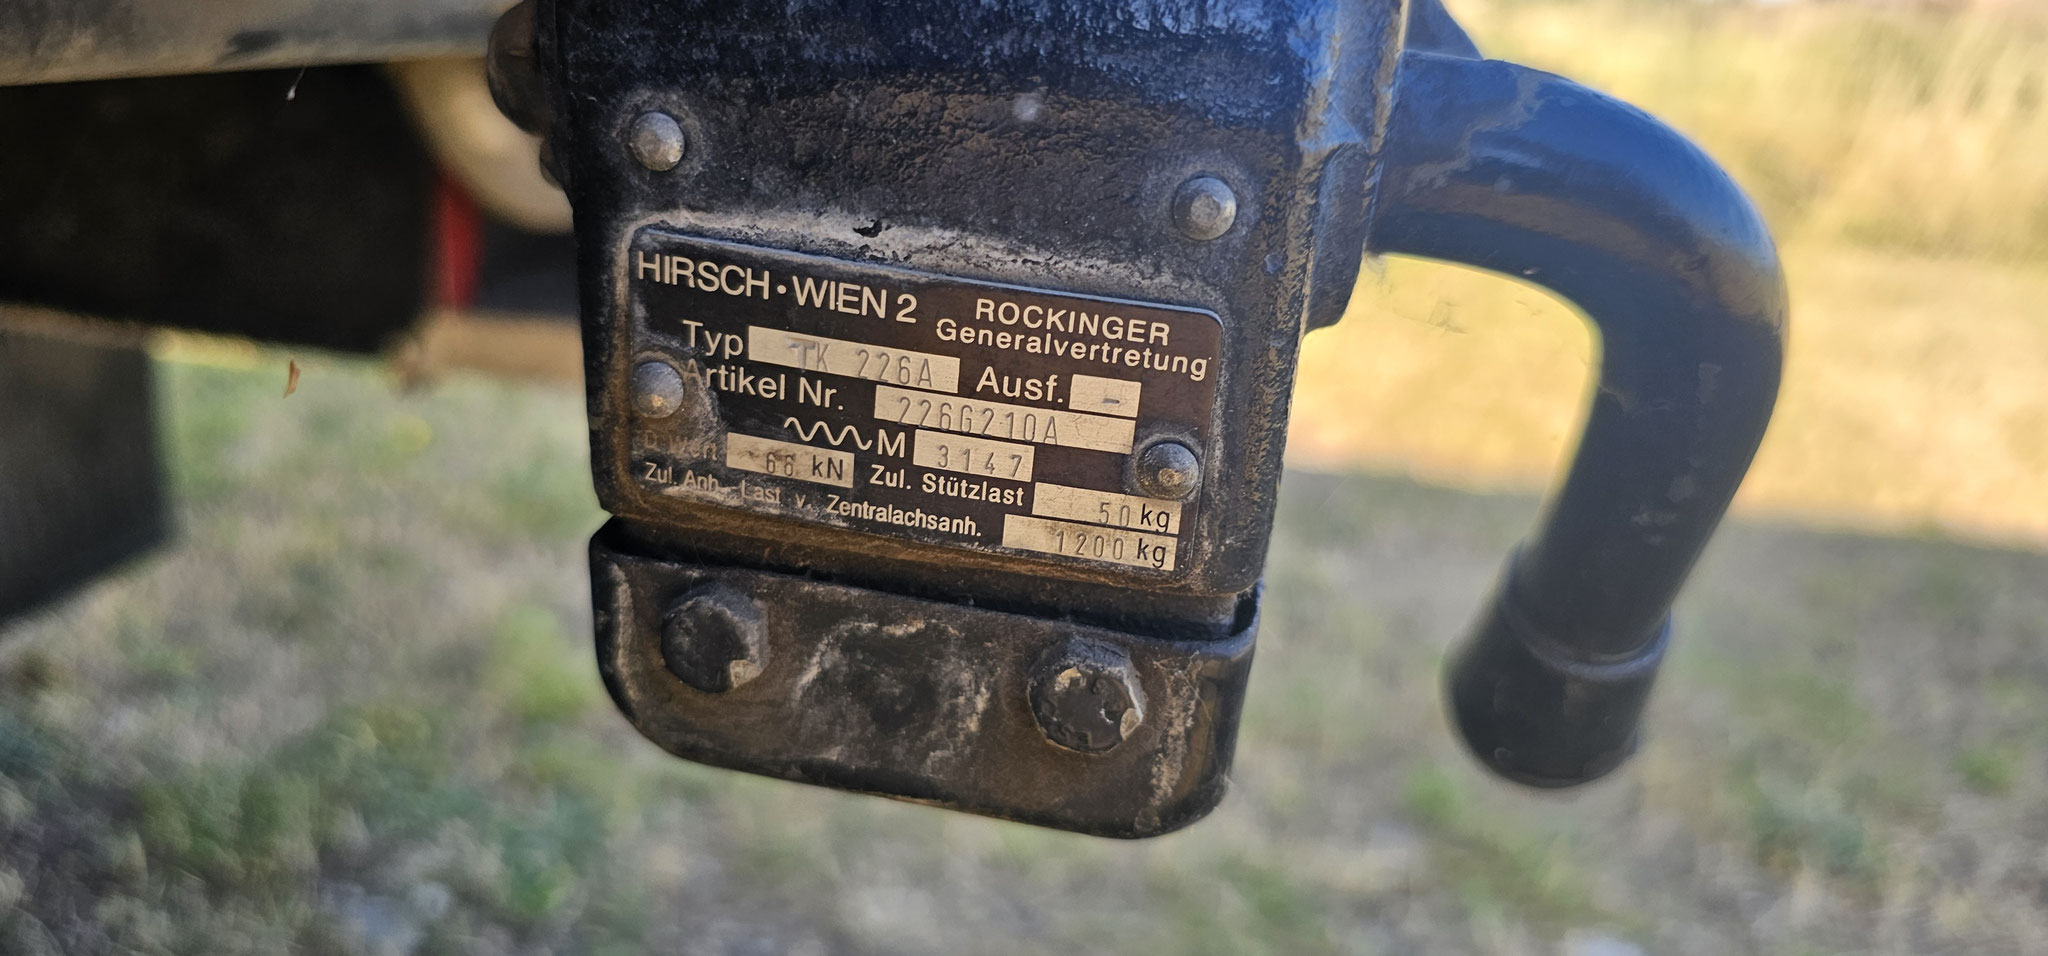 HIRSCH • WIEN 2
ROCKINGER
Generalvertretung
Typ TK 226A Ausf. -
Artikel Nr. 226G210A
M 3147
D. Wert 66 kN Zul. Stützlast 50 kg
Zul. Anh. Last v. Zentralachsanh. 1200 kg